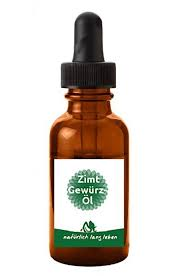 Zimt
Gewürz-
Öl
natürlich lang leben